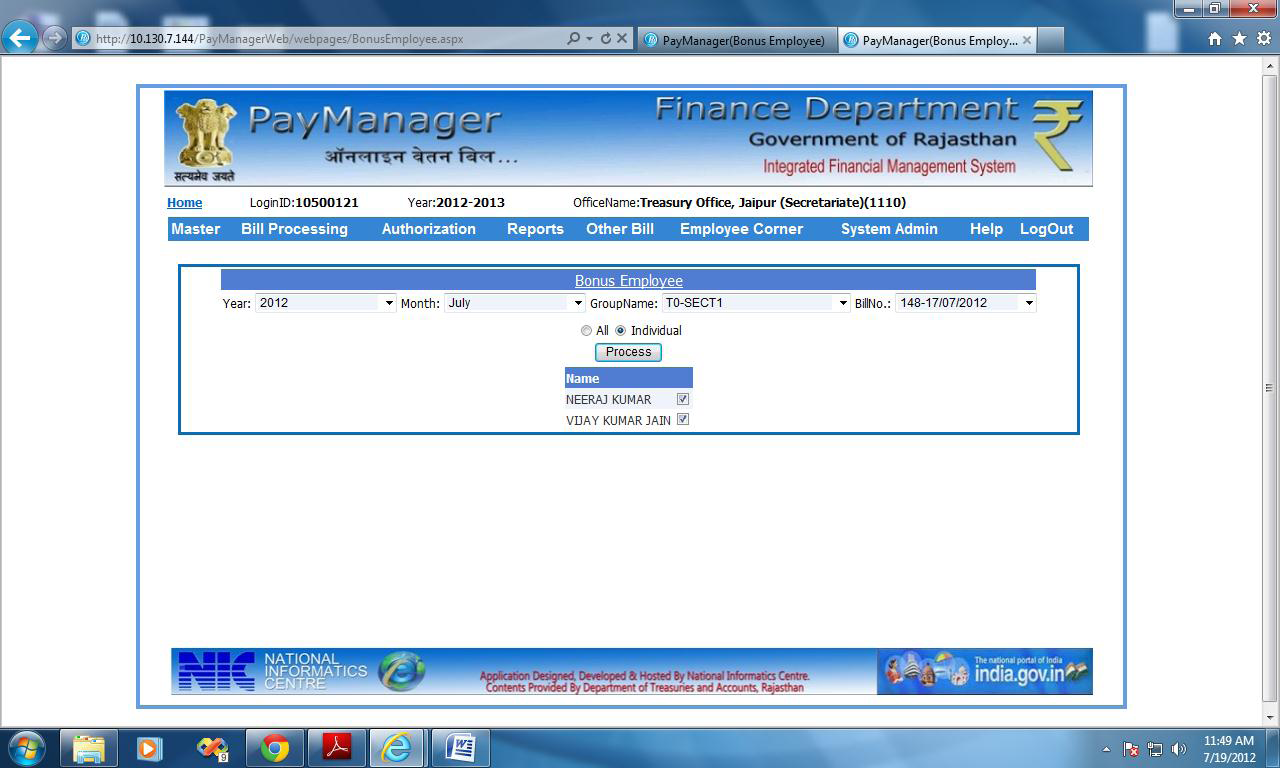 http://10.130.7.144/PayManagerWeb/webpages/BonusEmployee.aspx
PayManager(Bonus Employee)
PayManager(Bonus Employ...
PayManager
ऑनलाइन वेतन बिल...
सत्यमेव जयते
Finance Department
Government of Rajasthan
Integrated Financial Management System
Home LoginID:10500121 Year:2012-2013 OfficeName:Treasury Office, Jaipur (Secretariate)(1110)
Master Bill Processing Authorization Reports Other Bill Employee Corner System Admin Help LogOut
Bonus Employee
Year: 2012 Month: July GroupName: T0-SECT1 BillNo.: 148-17/07/2012
All Individual
Process
Name
NEERAJ KUMAR
VIJAY KUMAR JAIN
NIC NATIONAL
INFORMATICS
CENTRE
Application Designed, Developed & Hosted By National Informatics Centre.
Contents Provided By Department of Treasuries and Accounts, Rajasthan
The national portal of India
india.gov.in
9
W
11:49 AM
7/19/2012